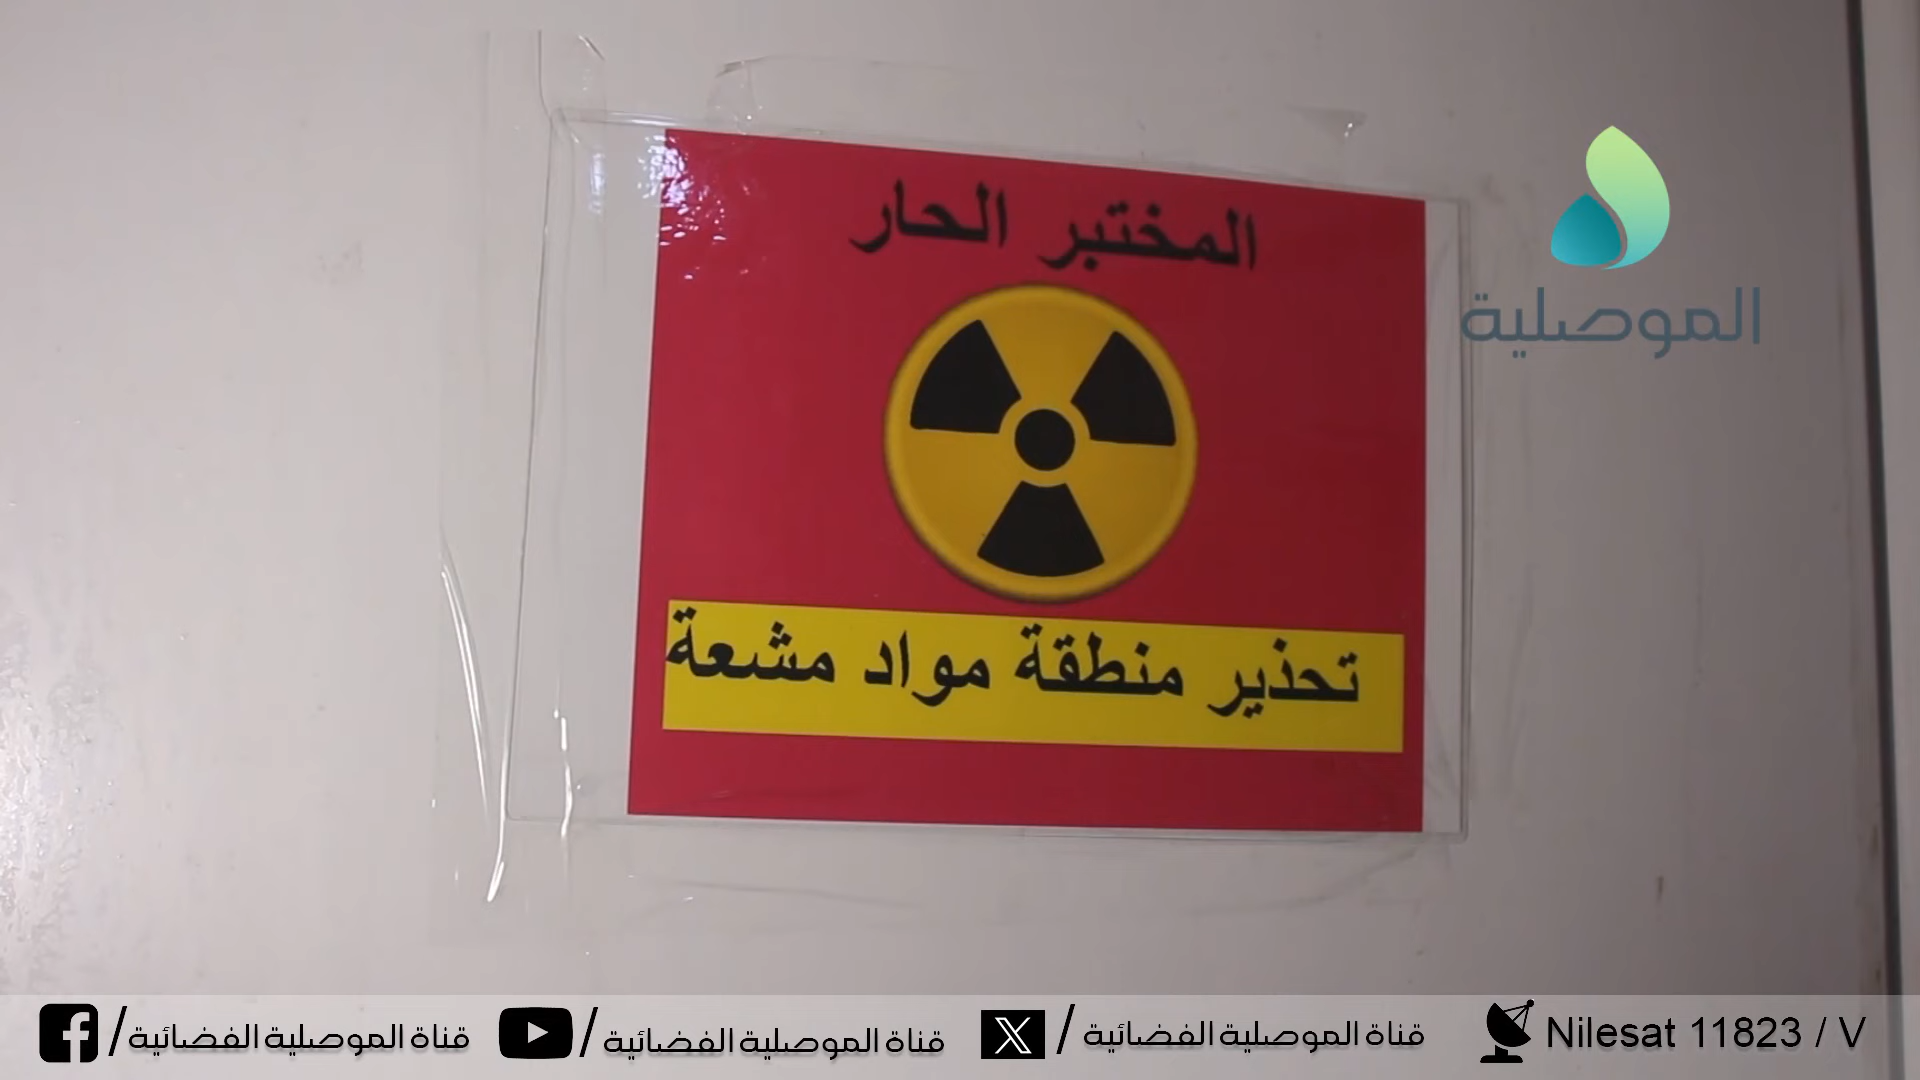 المختبر الحار
تحذير منطقة مواد مشعة
الموصلية
/قناة الموصلية الفضائية
/قناة الموصلية الفضائية
/قناة الموصلية الفضائية
Nilesat 11823 / V